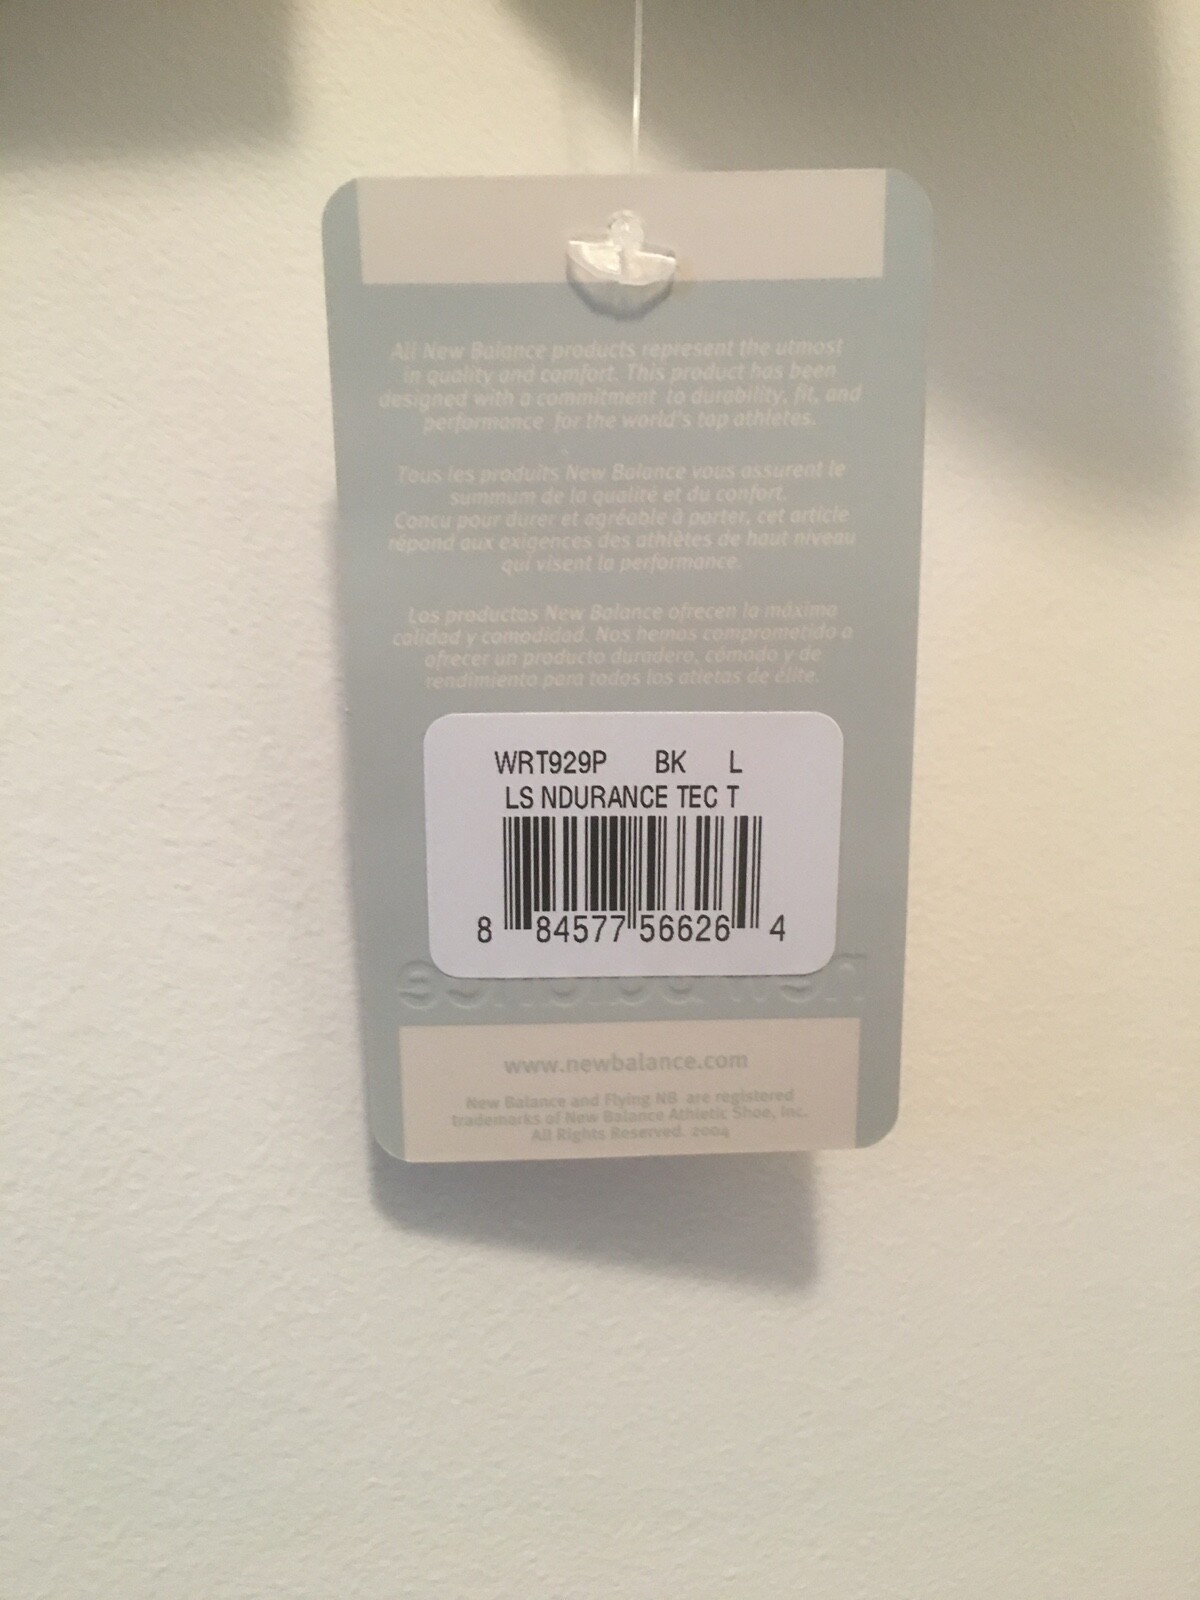 All New Balance products represent the utmost
in quality and comfort. This product has been
designed with a commitment to durability, fit, and
performance for the world's top athletes.
Tous les produits New Balance vous assurent le
summum de la qualité et du confort.
Concu pour durer et agréable à porter, cet article
répond aux exigences des athlètes de haut niveau
qui visent la performance.
Los productos New Balance ofrecen la máxima
calidad y comodidad. Nos hemos comprometido a
ofrecer un producto duradero, cómodo y de
rendimiento para todos los atletas de élite.
WRT929P BK L
LS NDURANCE TEC T
8 84577 56626 4
www.newbalance.com
New Balance and Flying NB are registered
trademarks of New Balance Athletic Shoe, Inc.
All Rights Reserved. 2004